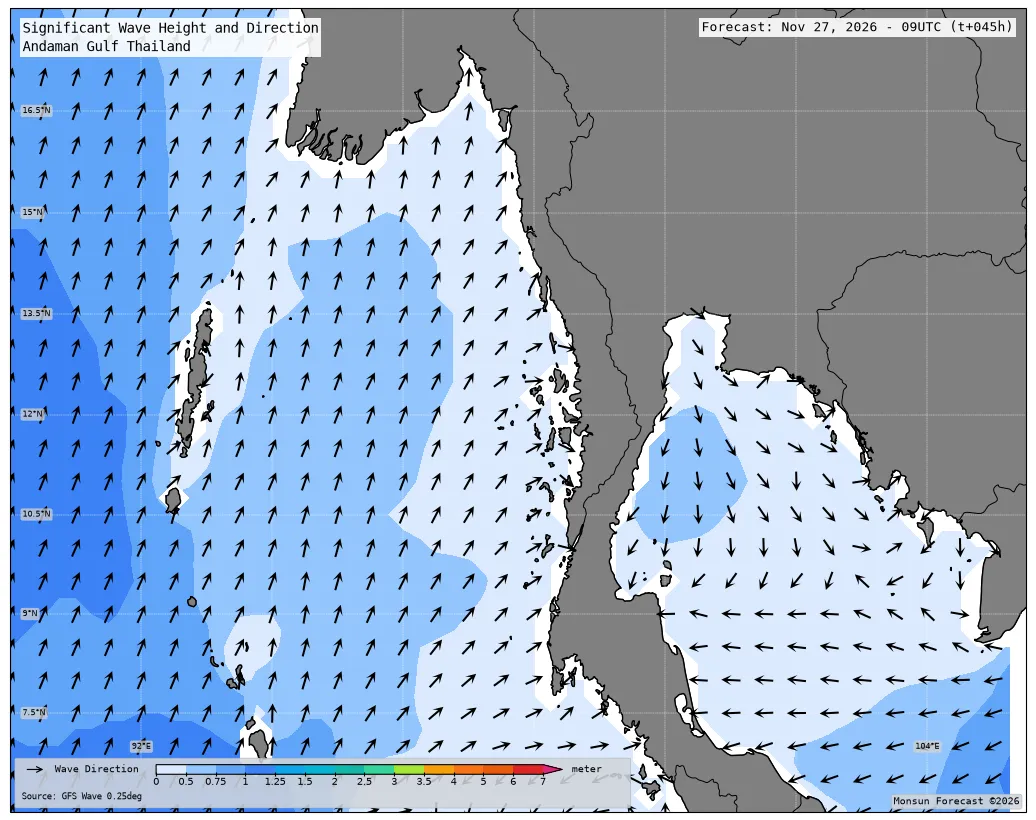 Significant Wave Height and Direction
Andaman Gulf Thailand
Forecast: Nov 27, 2026 - 09UTC (t+045h)
16.5°N
15°N
13.5°N
12°N
10.5°N
9°N
7.5°N
92°E
104°E
Wave Direction
meter
0 0.5 0.75 1 1.25 1.5 2 2.5 3 3.5 4 5 6 7
Source: GFS Wave 0.25deg
Monsun Forecast ©2026